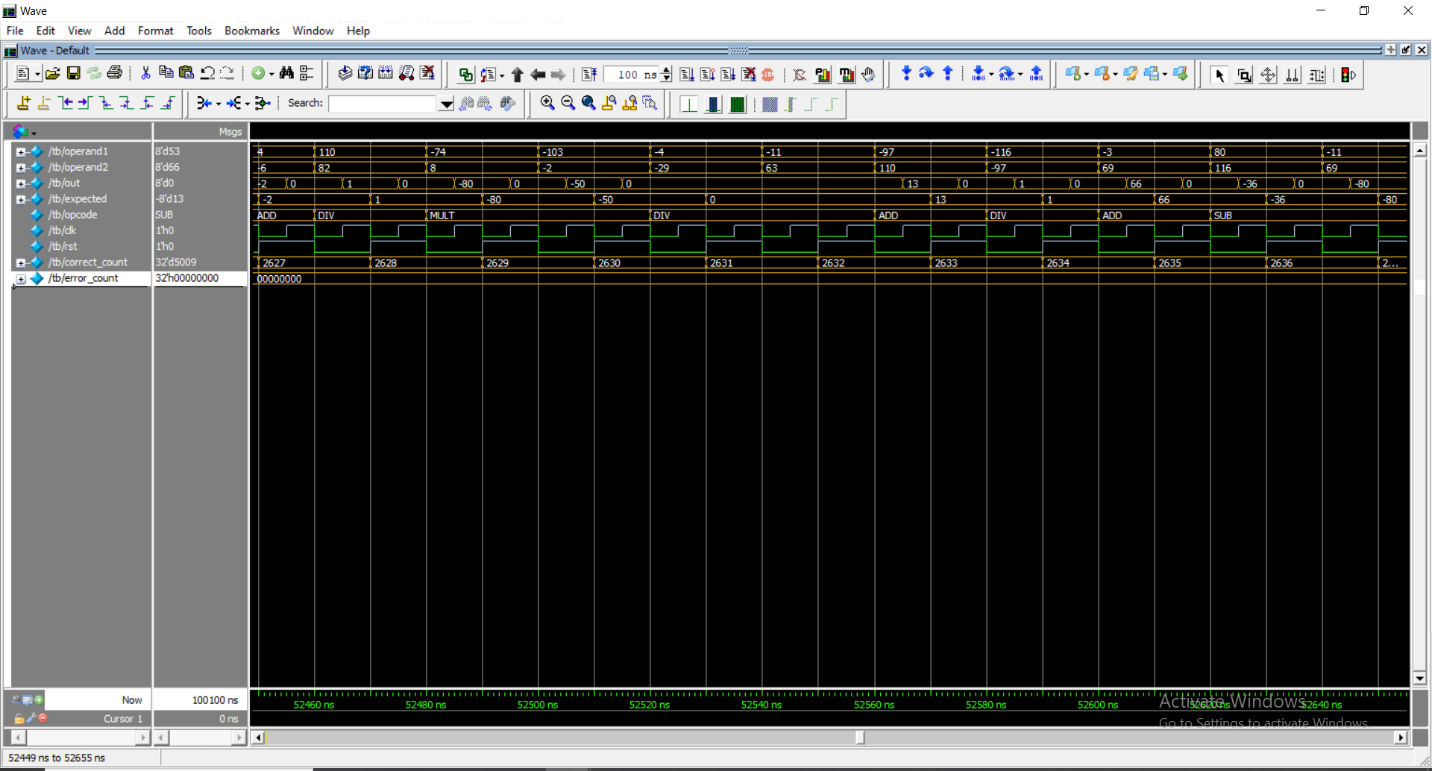 Wave
File Edit View Add Format Tools Bookmarks Window Help
Wave - Default
100 ns
Search:
Msgs
/tb/operand1 8'd53 4 110 -74 -103 -4 -11 -97 -116 -3 80 -11
/tb/operand2 8'd66 -6 82 8 -2 -29 63 110 -97 69 116 69
/tb/out 8'd0 -2 0 1 0 -80 0 -50 0 13 0 1 0 66 0 -36 0 -80
/tb/expected -8'd13 -2 1 -80 -50 0 13 1 66 -36 -80
/tb/opcode SUB ADD DIV MULT DIV ADD DIV ADD SUB
/tb/clk 1'h0
/tb/rst 1'h0
/tb/correct_count 32'd5009 2627 2628 2629 2630 2631 2632 2633 2634 2635 2636 2...
/tb/error_count 32'h00000000 00000000
Now 100100 ns
52460 ns 52480 ns 52500 ns 52520 ns 52540 ns 52560 ns 52580 ns 52600 ns 52640 ns
Activate Windows
Cursor 1 0 ns
Go to Settings to activate Windows.
52449 ns to 52655 ns